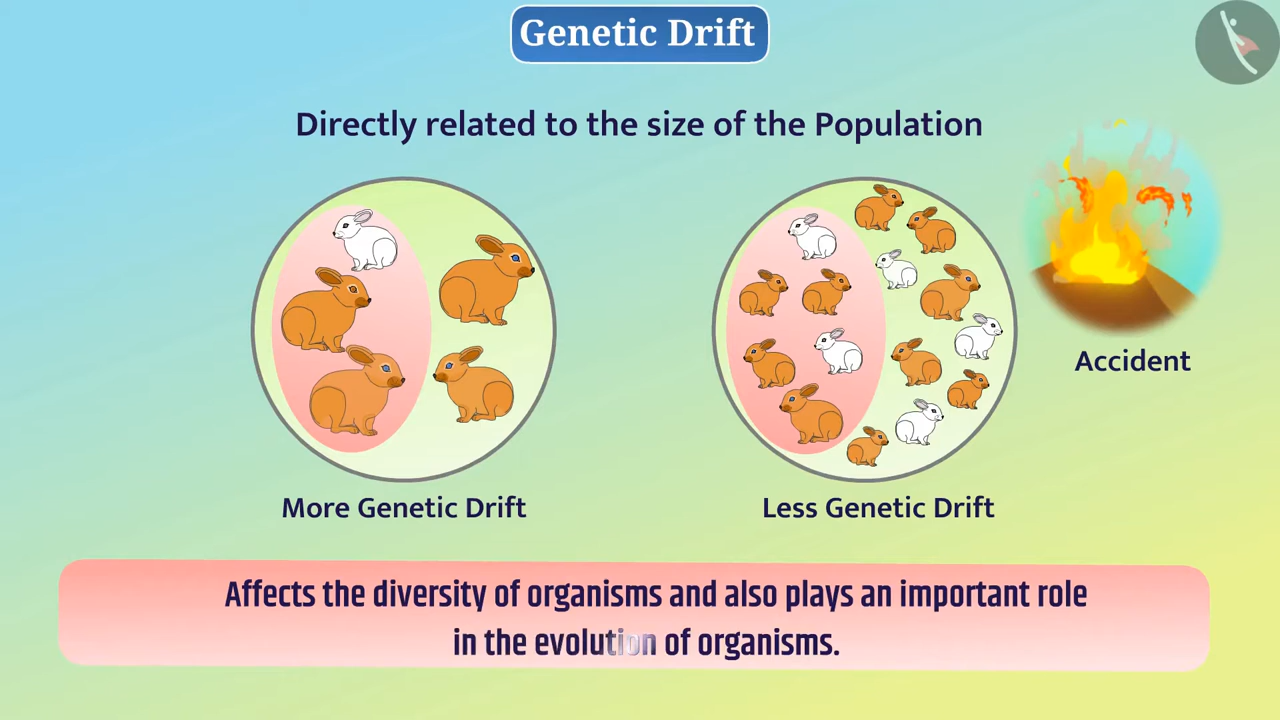 Genetic Drift
Directly related to the size of the Population
Accident
More Genetic Drift
Less Genetic Drift
Affects the diversity of organisms and also plays an important role
in the evolution of organisms.